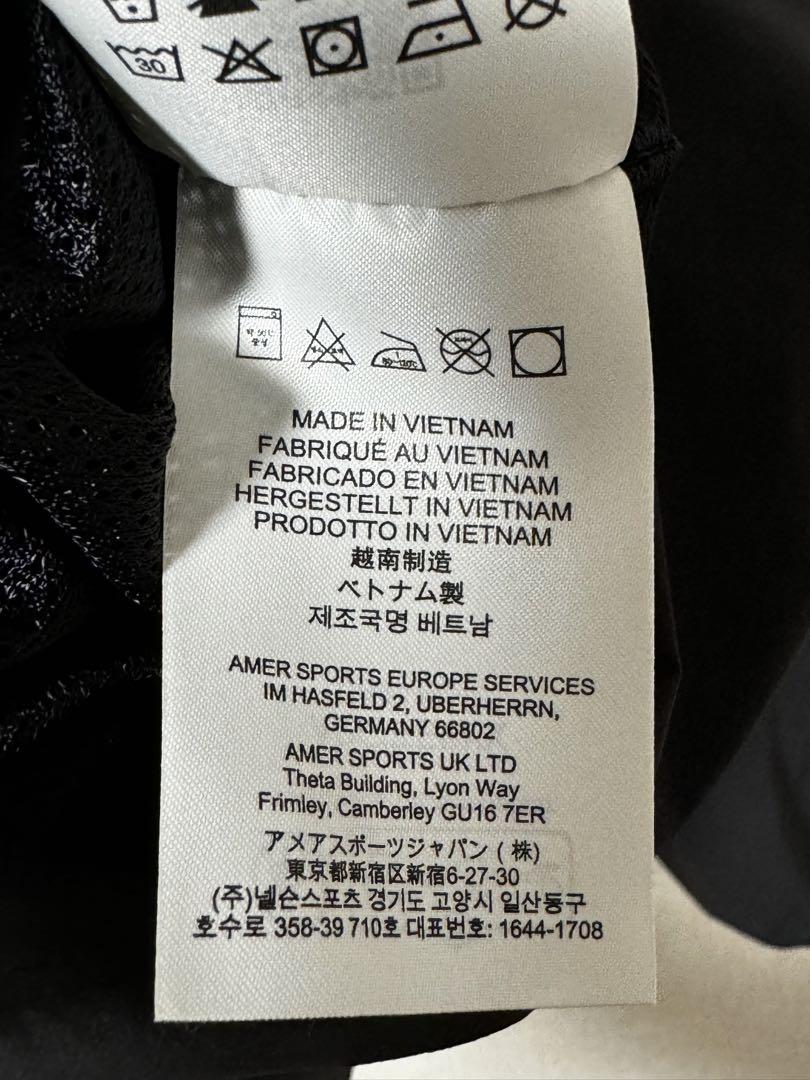 30
MADE IN VIETNAM
FABRIQUÉ AU VIETNAM
FABRICADO EN VIETNAM
HERGESTELLT IN VIETNAM
PRODOTTO IN VIETNAM
越南制造
ベトナム製
제조국명 베트남
AMER SPORTS EUROPE SERVICES
IM HASFELD 2, UBERHERRN,
GERMANY 66802
AMER SPORTS UK LTD
Theta Building, Lyon Way
Frimley, Camberley GU16 7ER
アメアスポーツジャパン (株)
東京都新宿区新宿6-27-30
(주)넬슨스포츠 경기도 고양시 일산동구
호수로 358-39 710호 대표번호: 1644-1708